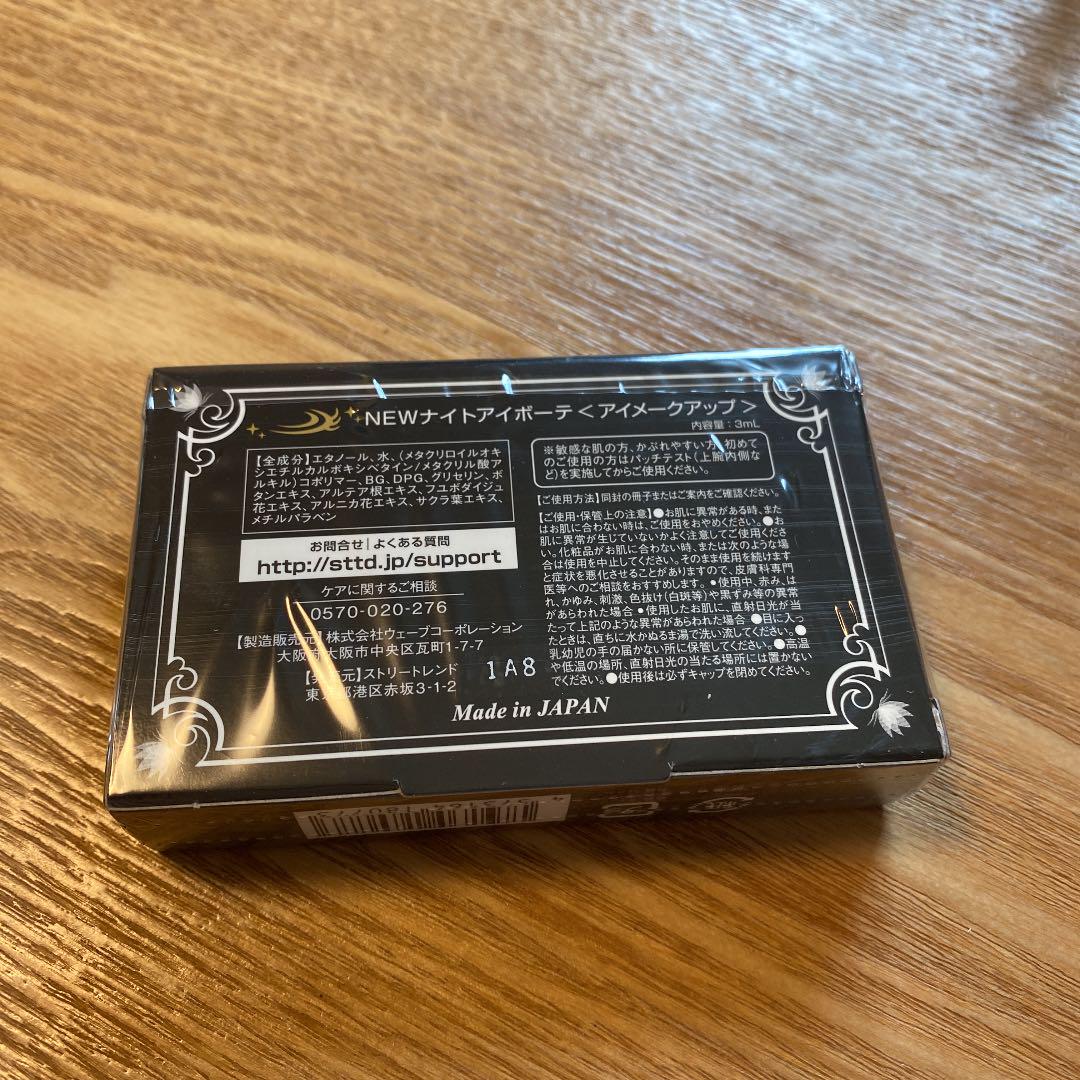 NEWナイトアイボーテ＜アイメークアップ＞
内容量：3mL
【全成分】エタノール、水、(メタクリロイルオキ
シエチルカルボキシベタイン/メタクリル酸ア
ルキル)コポリマー、BG、DPG、グリセリン、ボ
タンエキス、アルテア根エキス、フユボダイジュ
花エキス、アルニカ花エキス、サクラ葉エキス、
メチルパラベン
お問合せ|よくある質問
http://sttd.jp/support
ケアに関するご相談
0570-020-276
【製造販売元】株式会社ウェーブコーポレーション
大阪府大阪市中央区瓦町1-7-7
【発売元】ストリートレンド
東京都港区赤坂3-1-2
1A8
Made in JAPAN
※敏感な肌の方、かぶれやすい方、初めて
のご使用の方はパッチテスト(上腕内側な
ど)を実施してからご使用ください。
【ご使用方法】同封の冊子またはご案内をご確認ください。
【ご使用・保管上の注意】●お肌に異常がある時、また
はお肌に合わない時は、ご使用をおやめください。●お
肌に異常が生じていないかよく注意してご使用くださ
い。化粧品がお肌に合わない時、または次のような場
合は使用を中止してください。そのまま使用を続けます
と症状を悪化させることがありますので、皮膚科専門
医等へのご相談をおすすめします。•使用中、赤み、は
れ、かゆみ、刺激、色抜け(白斑等)や黒ずみ等の異常
があらわれた場合 •使用したお肌に、直射日光が当
たって上記のような異常があらわれた場合 ●目に入っ
たときは、直ちに水かぬるま湯で洗い流してください。●
乳幼児の手の届かない所に保管してください。●高温
や低温の場所、直射日光の当たる場所には置かない
でください。●使用後は必ずキャップを閉めてください。